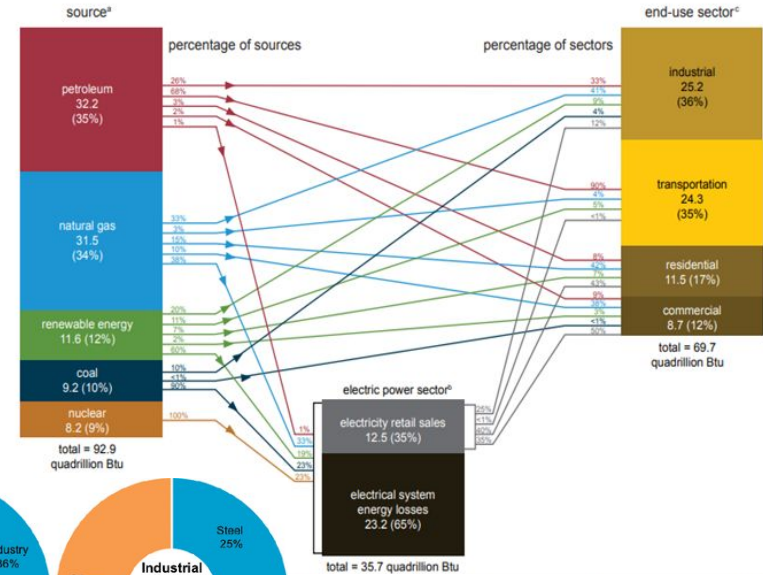 sourceᵃ
end-use sectorᶜ
percentage of sources
percentage of sectors
petroleum
32.2
(35%)
26%
68%
3%
2%
1%
natural gas
31.5
(34%)
33%
3%
15%
10%
38%
renewable energy
11.6 (12%)
20%
11%
7%
2%
60%
coal
9.2 (10%)
10%
<1%
90%
nuclear
8.2 (9%)
100%
total = 92.9
quadrillion Btu
33%
41%
9%
4%
12%
industrial
25.2
(36%)
90%
4%
5%
<1%
transportation
24.3
(35%)
8%
42%
7%
43%
residential
11.5 (17%)
9%
38%
3%
<1%
50%
commercial
8.7 (12%)
total = 69.7
quadrillion Btu
electric power sectorᵇ
1%
33%
19%
23%
23%
electricity retail sales
12.5 (35%)
<1%
35%
electrical system
energy losses
23.2 (65%)
total = 35.7 quadrillion Btu
Steel
25%
Industrial